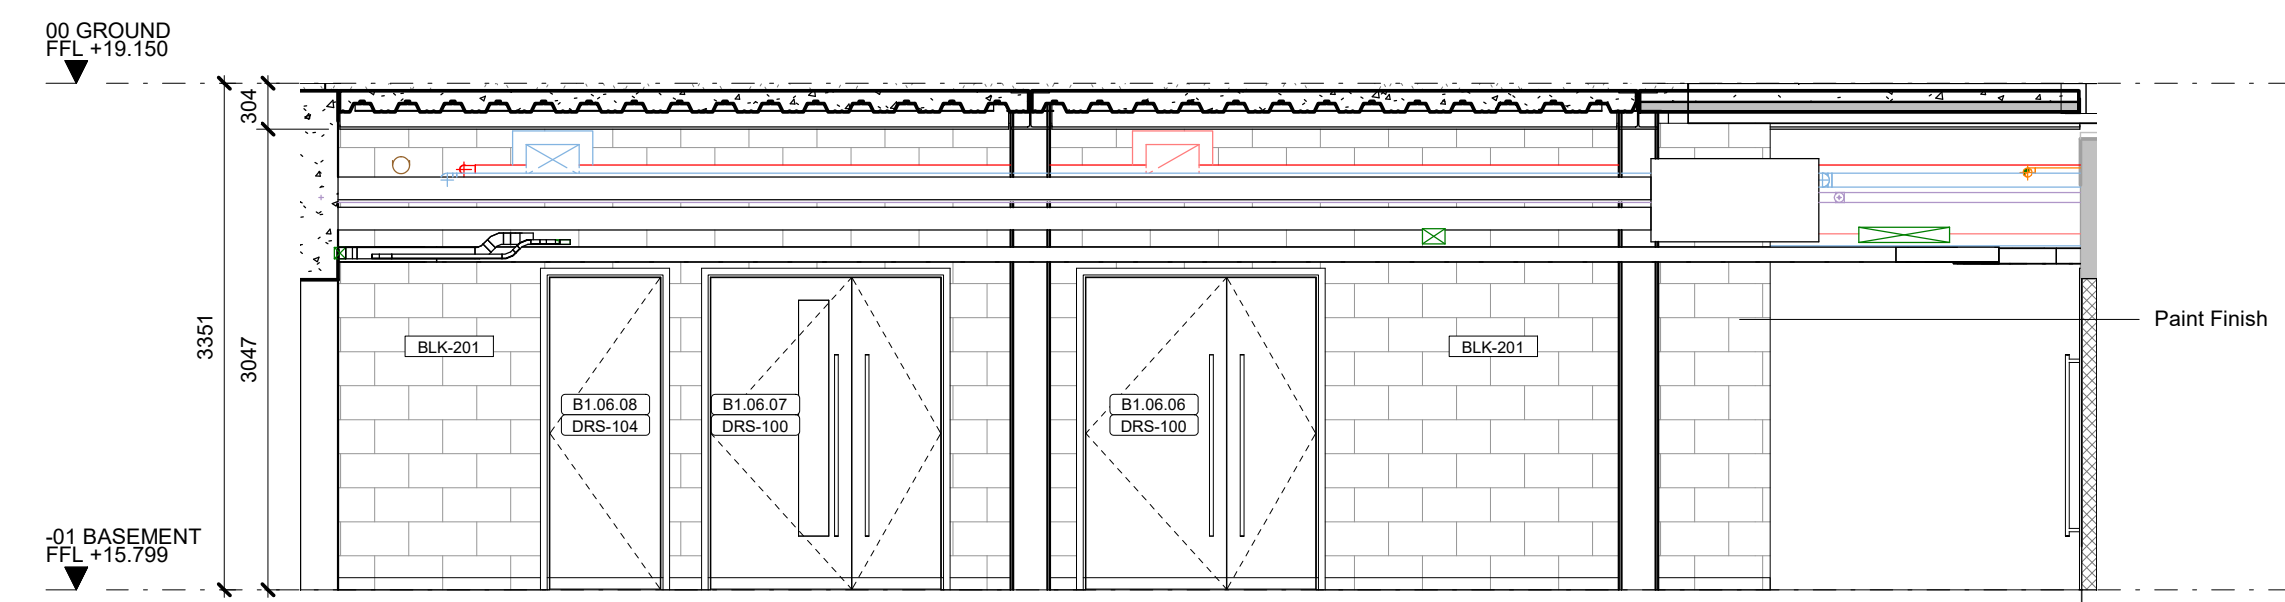 00 GROUND
FFL +19.150
304
3351
3047
BLK-201
BLK-201
Paint Finish
B1.06.08
DRS-104
B1.06.07
DRS-100
B1.06.06
DRS-100
-01 BASEMENT
FFL +15.799